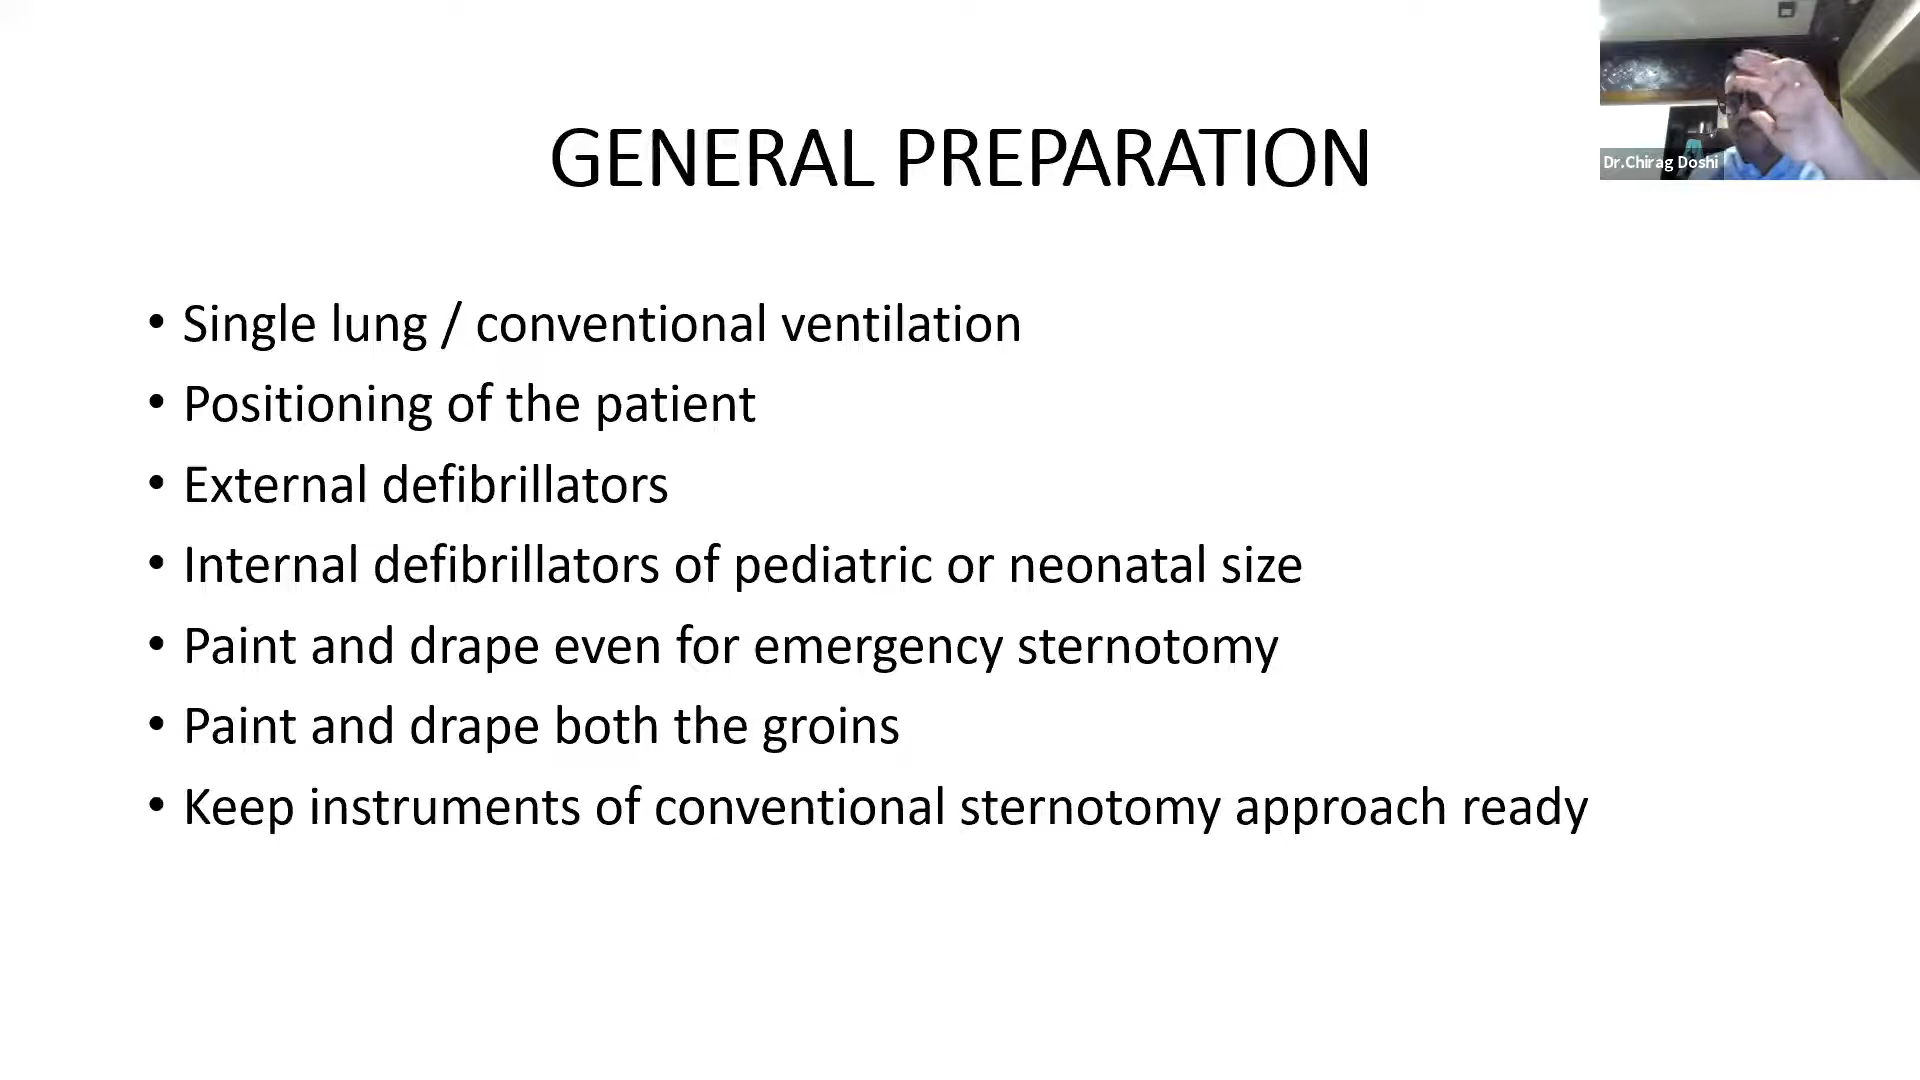 GENERAL PREPARATION
Dr.Chirag Doshi
• Single lung / conventional ventilation
• Positioning of the patient
• External defibrillators
• Internal defibrillators of pediatric or neonatal size
• Paint and drape even for emergency sternotomy
• Paint and drape both the groins
• Keep instruments of conventional sternotomy approach ready